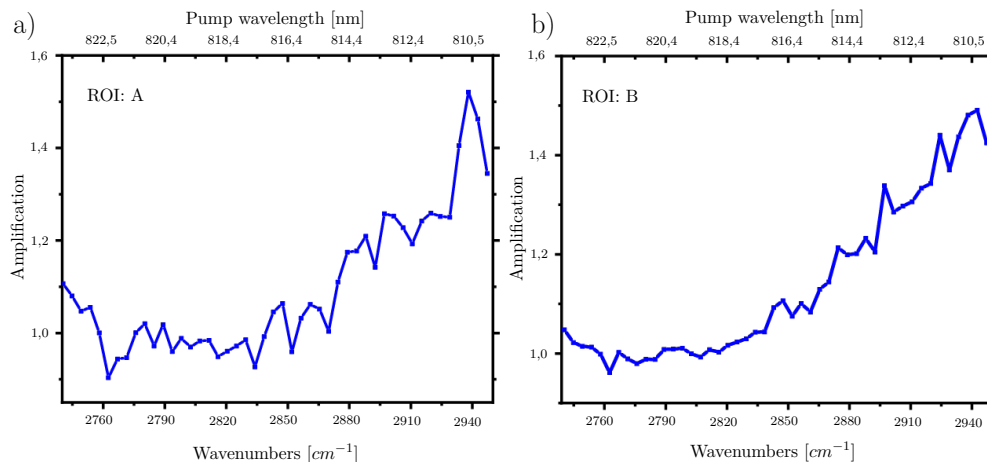 a)
Pump wavelength [nm]
822,5 820,4 818,4 816,4 814,4 812,4 810,5
1,6
1,4
1,2
1,0
Amplification
ROI: A
2760 2790 2820 2850 2880 2910 2940
Wavenumbers [cm⁻¹]
b)
Pump wavelength [nm]
822,5 820,4 818,4 816,4 814,4 812,4 810,5
1,6
1,4
1,2
1,0
Amplification
ROI: B
2760 2790 2820 2850 2880 2910 2940
Wavenumbers [cm⁻¹]